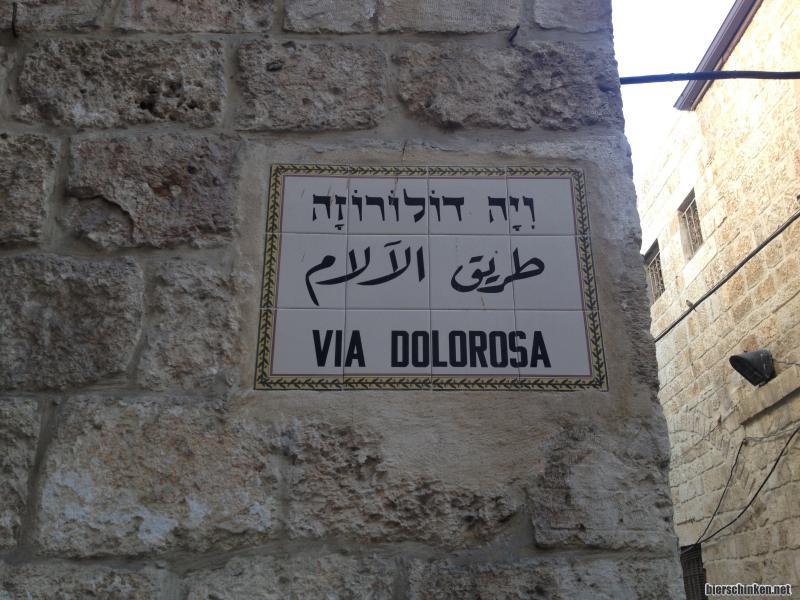 וִיָה דוֹלוֹרוֹזָה
طريق الآلام
VIA DOLOROSA
bierschinken.net